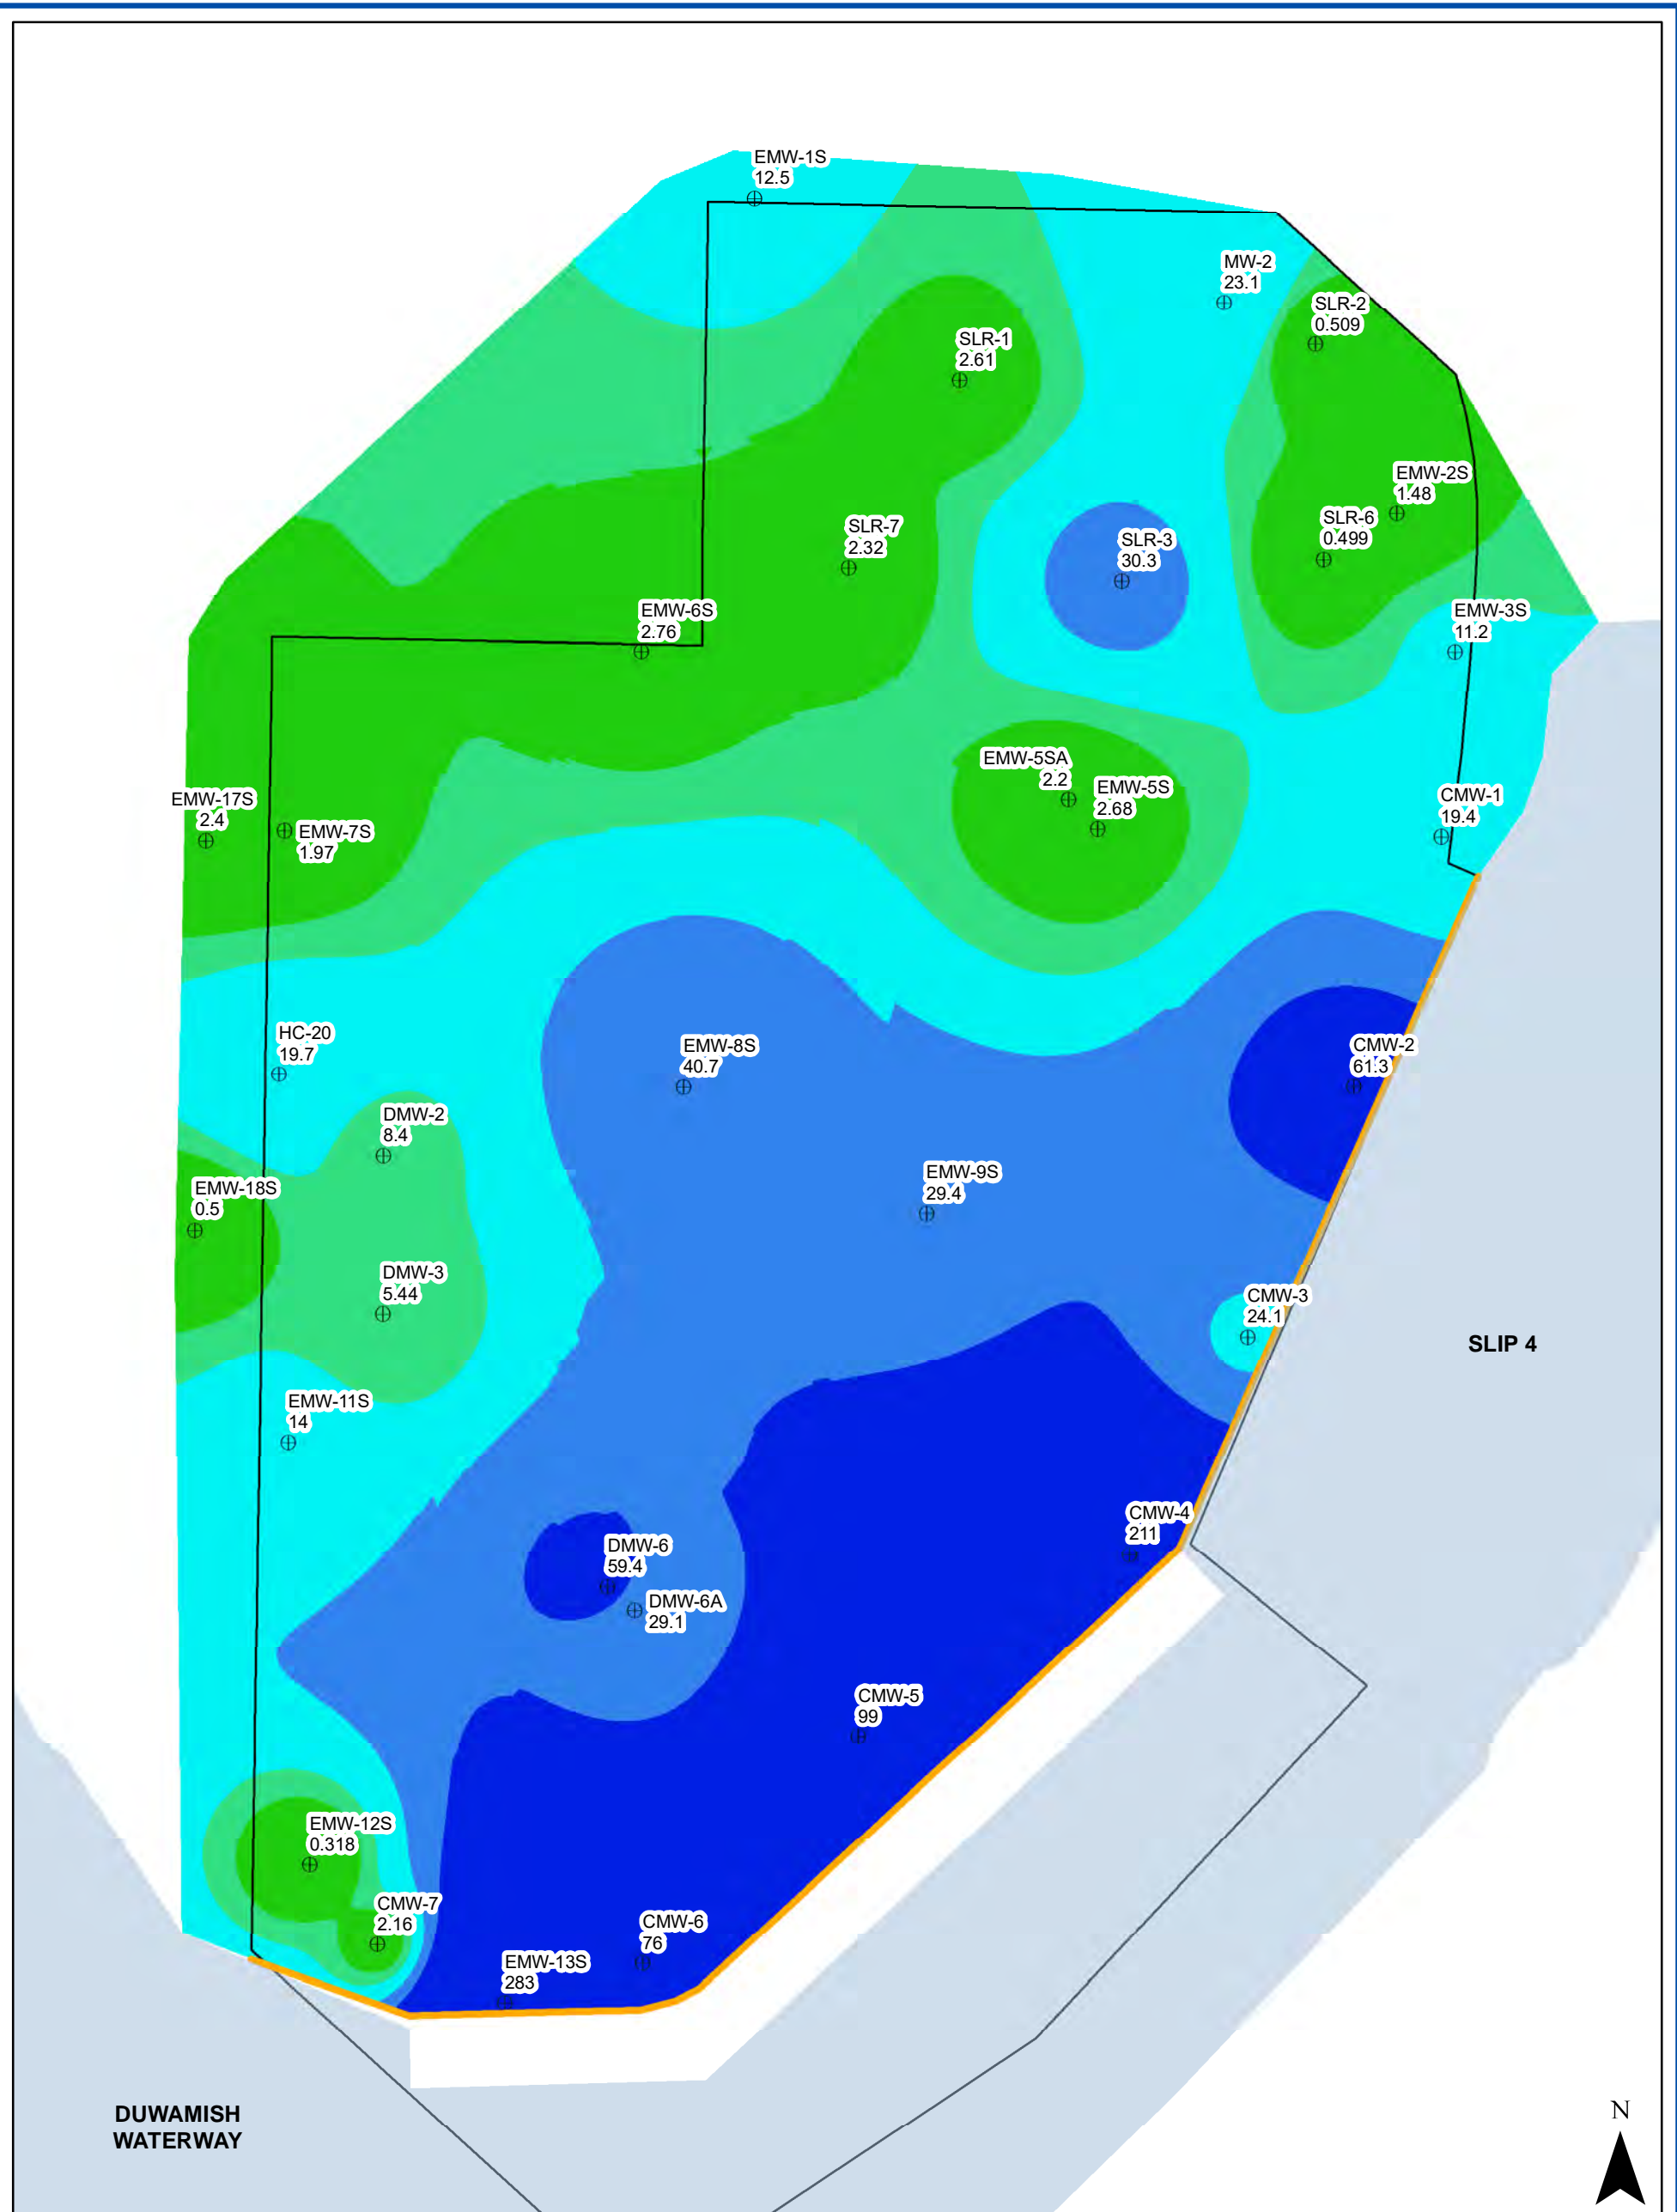 EMW-1S
12.5
MW-2
23.1
SLR-2
0.509
SLR-1
2.61
EMW-2S
1.48
SLR-6
0.499
SLR-7
2.32
SLR-3
30.3
EMW-6S
2.76
EMW-3S
11.2
EMW-5SA
2.2
EMW-5S
2.68
EMW-17S
2.4
EMW-7S
1.97
CMW-1
19.4
HC-20
19.7
EMW-8S
40.7
CMW-2
61.3
DMW-2
8.4
EMW-9S
29.4
EMW-18S
0.5
DMW-3
5.44
CMW-3
24.1
SLIP 4
EMW-11S
14
CMW-4
211
DMW-6
59.4
DMW-6A
29.1
CMW-5
99
EMW-12S
0.318
CMW-7
2.16
CMW-6
76
EMW-13S
283
DUWAMISH
WATERWAY
N